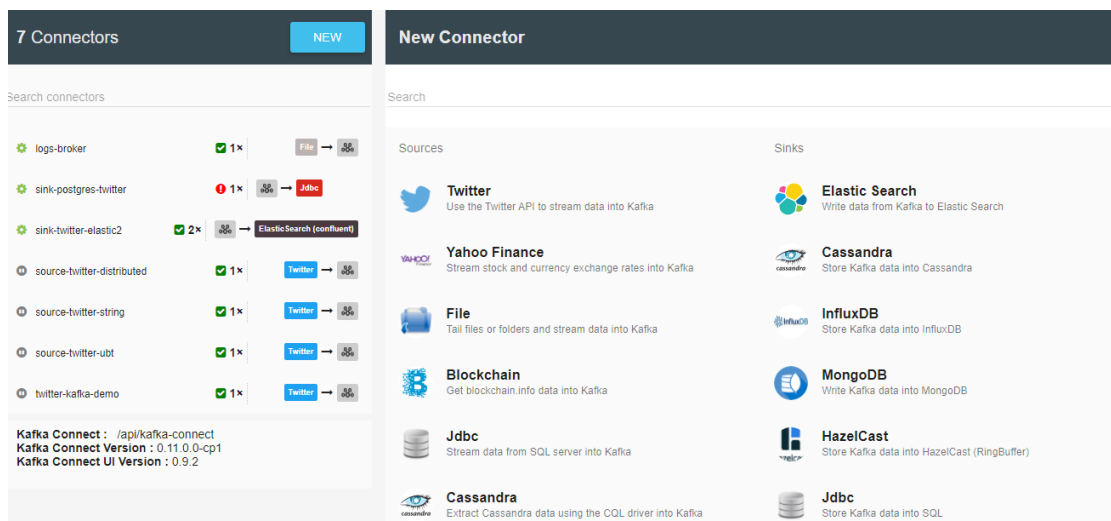 7 Connectors
NEW
Search connectors
logs-broker 1× File
sink-postgres-twitter 1× Jdbc
sink-twitter-elastic2 2× ElasticSearch (confluent)
source-twitter-distributed 1× Twitter
source-twitter-string 1× Twitter
source-twitter-ubt 1× Twitter
twitter-kafka-demo 1× Twitter
Kafka Connect : /api/kafka-connect
Kafka Connect Version : 0.11.0.0-cp1
Kafka Connect UI Version : 0.9.2
New Connector
Search
Sources
Twitter
Use the Twitter API to stream data into Kafka
YAHOO!
Finance
Yahoo Finance
Stream stock and currency exchange rates into Kafka
File
Tail files or folders and stream data into Kafka
Blockchain
Get blockchain.info data into Kafka
Jdbc
Stream data from SQL server into Kafka
cassandra
Cassandra
Extract Cassandra data using the CQL driver into Kafka
Sinks
Elastic Search
Write data from Kafka to Elastic Search
cassandra
Cassandra
Store Kafka data into Cassandra
InfluxDB
InfluxDB
Store Kafka data into InfluxDB
MongoDB
Write Kafka data into MongoDB
HazelCast
Store Kafka data into HazelCast (RingBuffer)
Jdbc
Store Kafka data into SQL